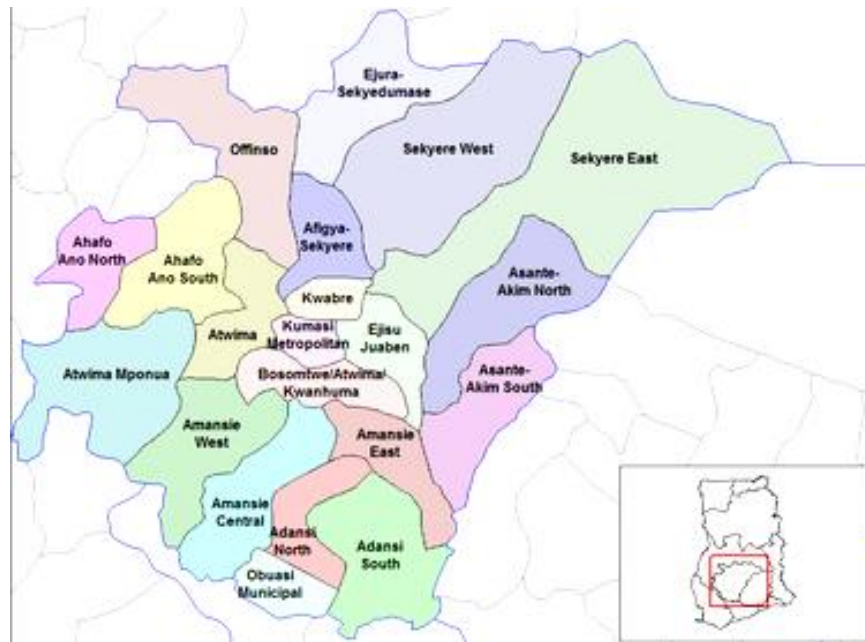 Ejura-
Sekyedumase
Offinso
Sekyere West
Sekyere East
Afigya-
Sekyere
Ahafo
Ano North
Ahafo
Ano South
Asante-
Akim North
Kwabre
Atwima
Kumasi
Metropolitan
Ejisu
Juaben
Atwima Mponua
Bosomtwe/Atwima/
Kwanhuma
Asante-
Akim South
Amansie
West
Amansie
East
Amansie
Central
Adansi
North
Adansi
South
Obuasi
Municipal